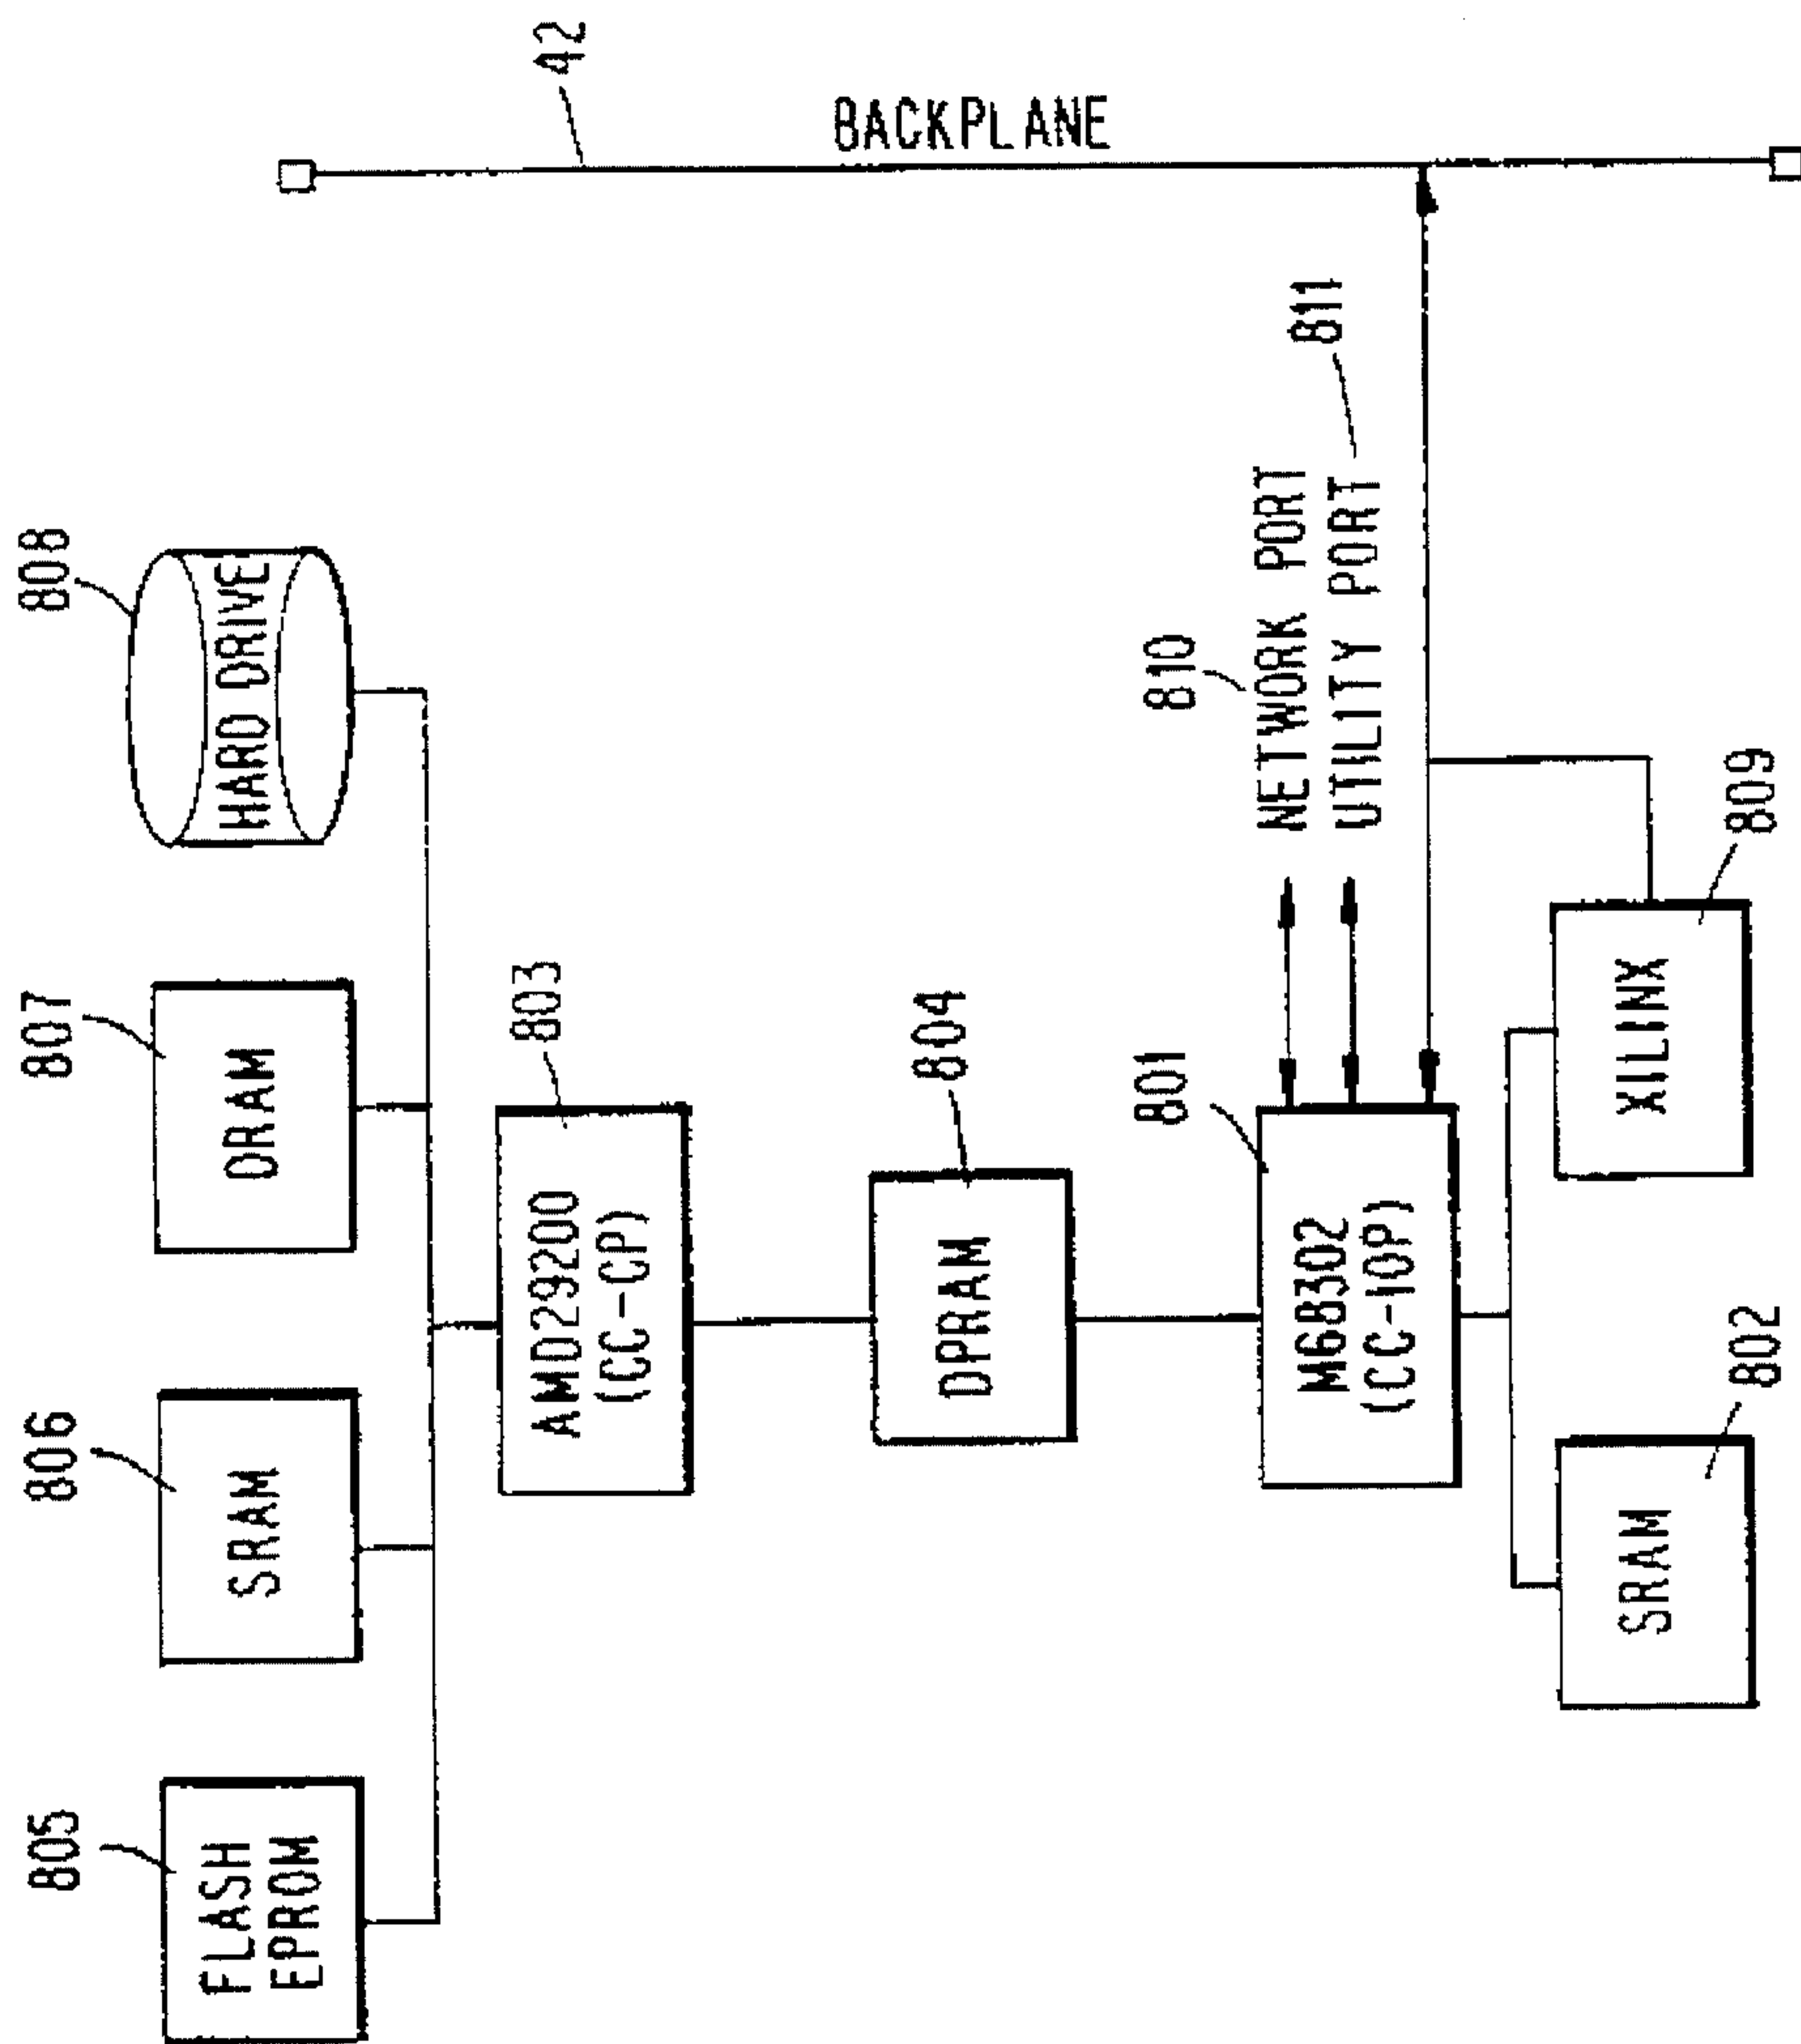 805
FLASH
EPROM
806
SRAM
807
DRAM
808
HARD DRIVE
803
AMD29200
(CC-CP)
804
DPRAM
801
M68302
(CC-IOP)
810
NETWORK PORT
UTILITY PORT
811
802
SRAM
809
XILINX
42
BACKPLANE